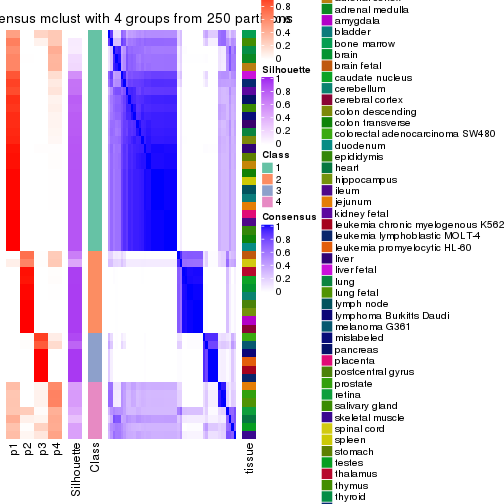 ensus mclust with 4 groups from 250 partitions
0.8
0.6
0.4
0.2
0
Silhouette
1
0.8
0.6
0.4
0.2
0
Class
1
2
3
4
Consensus
1
0.8
0.6
0.4
0.2
0
adrenal medulla
amygdala
bladder
bone marrow
brain
brain fetal
caudate nucleus
cerebellum
cerebral cortex
colon descending
colon transverse
colorectal adenocarcinoma SW480
duodenum
epididymis
heart
hippocampus
ileum
jejunum
kidney fetal
leukemia chronic myelogenous K562
leukemia lymphoblastic MOLT-4
leukemia promyelocytic HL-60
liver
liver fetal
lung
lung fetal
lymph node
lymphoma Burkitts Daudi
melanoma G361
mislabeled
pancreas
placenta
postcentral gyrus
prostate
retina
salivary gland
skeletal muscle
spinal cord
spleen
stomach
testes
thalamus
thymus
thyroid
p1
p2
p3
p4
Silhouette
Class
tissue